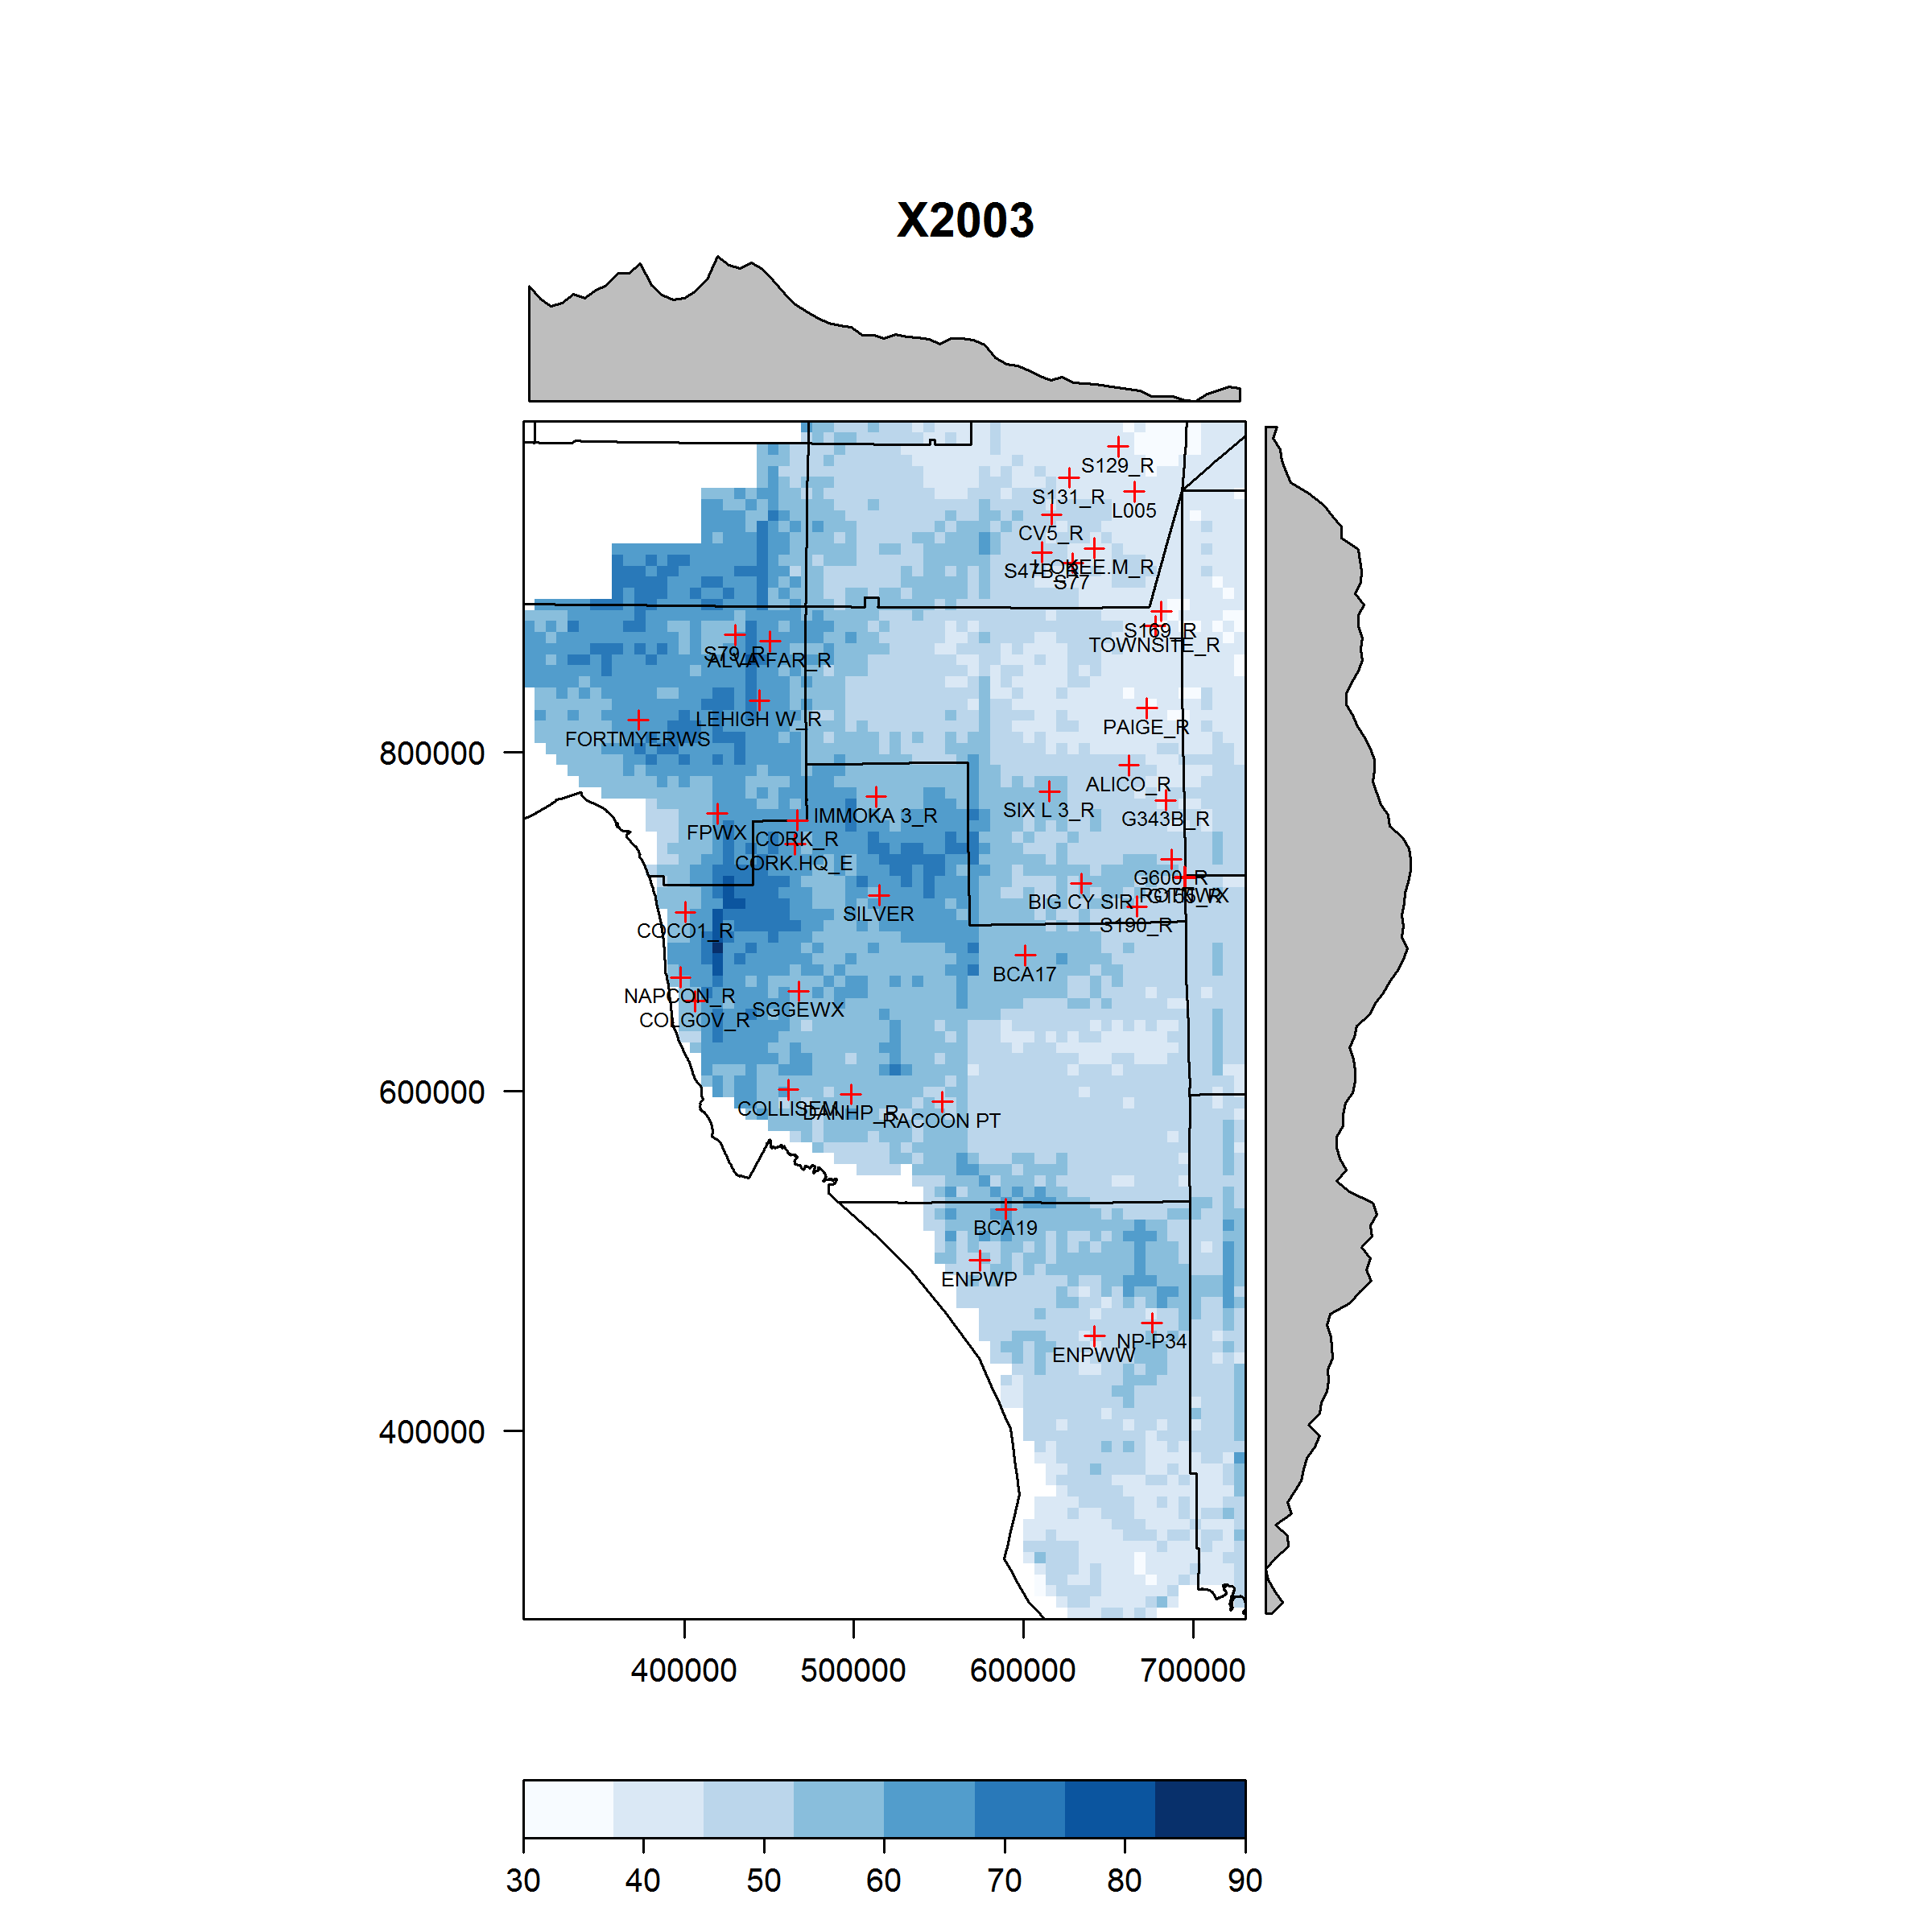 X2003
S129_R
S131_R
L005
CV5_R
L OKEE.M_R
S47B_R
S77
S169_R
TOWNSITE_R
S79_R
ALVA FAR_R
LEHIGH W_R
PAIGE_R
FORTMYERWS
800000
ALICO_R
SIX L 3_R
IMMOKA 3_R
G343B_R
FPWX
CORK_R
CORK.HQ_E
G600_R
ROTNWX
BIG CY SIR
SILVER
S190_R
COCO1_R
BCA17
NAPCON_R
SGGEWX
COLGOV_R
600000
COLLISEM
DANHP_R
RACOON PT
BCA19
ENPWP
NP-P34
ENPWW
400000
400000 500000 600000 700000
30 40 50 60 70 80 90